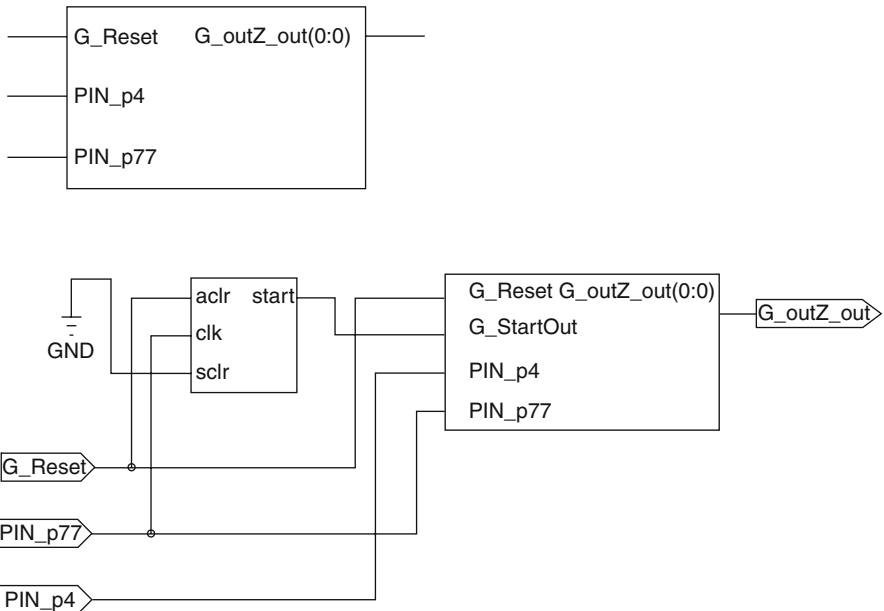 G_Reset G_outZ_out(0:0)
PIN_p4
PIN_p77
aclr start
clk
sclr
GND
G_Reset G_outZ_out(0:0)
G_StartOut
PIN_p4
PIN_p77
G_outZ_out
G_Reset
PIN_p77
PIN_p4